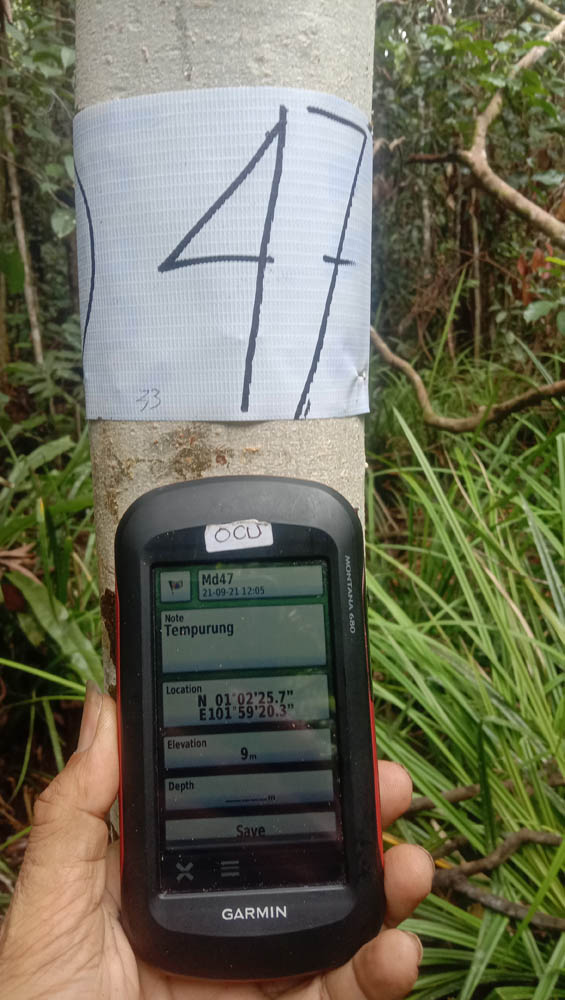 47
33
OCU
MONTANA 680
Md47
21-09-21 12:05
Note
Tempurung
Location
N 01°02'25.7"
E101°59'20.3"
Elevation
9m
Depth
_______m
Save
GARMIN